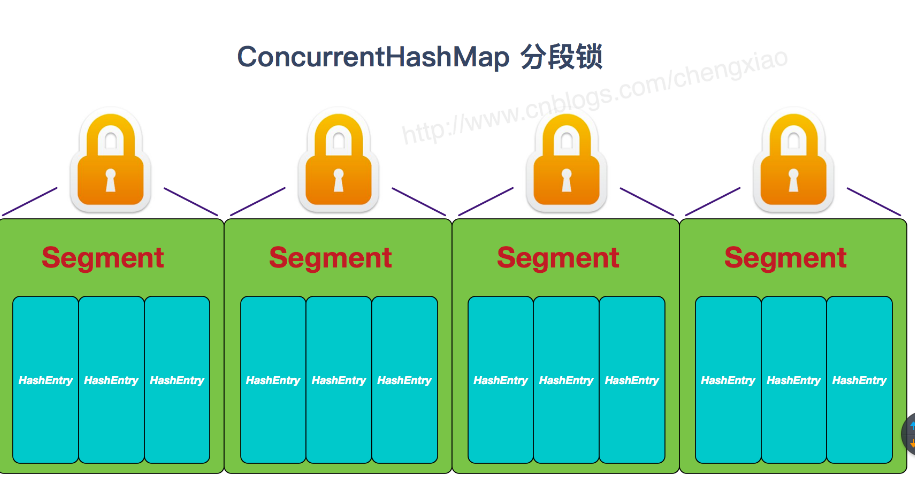 ConcurrentHashMap 分段锁
http://www.cnblogs.com/chengxiao
Segment Segment Segment Segment
HashEntry HashEntry HashEntry HashEntry HashEntry HashEntry HashEntry HashEntry HashEntry HashEntry HashEntry HashEntry